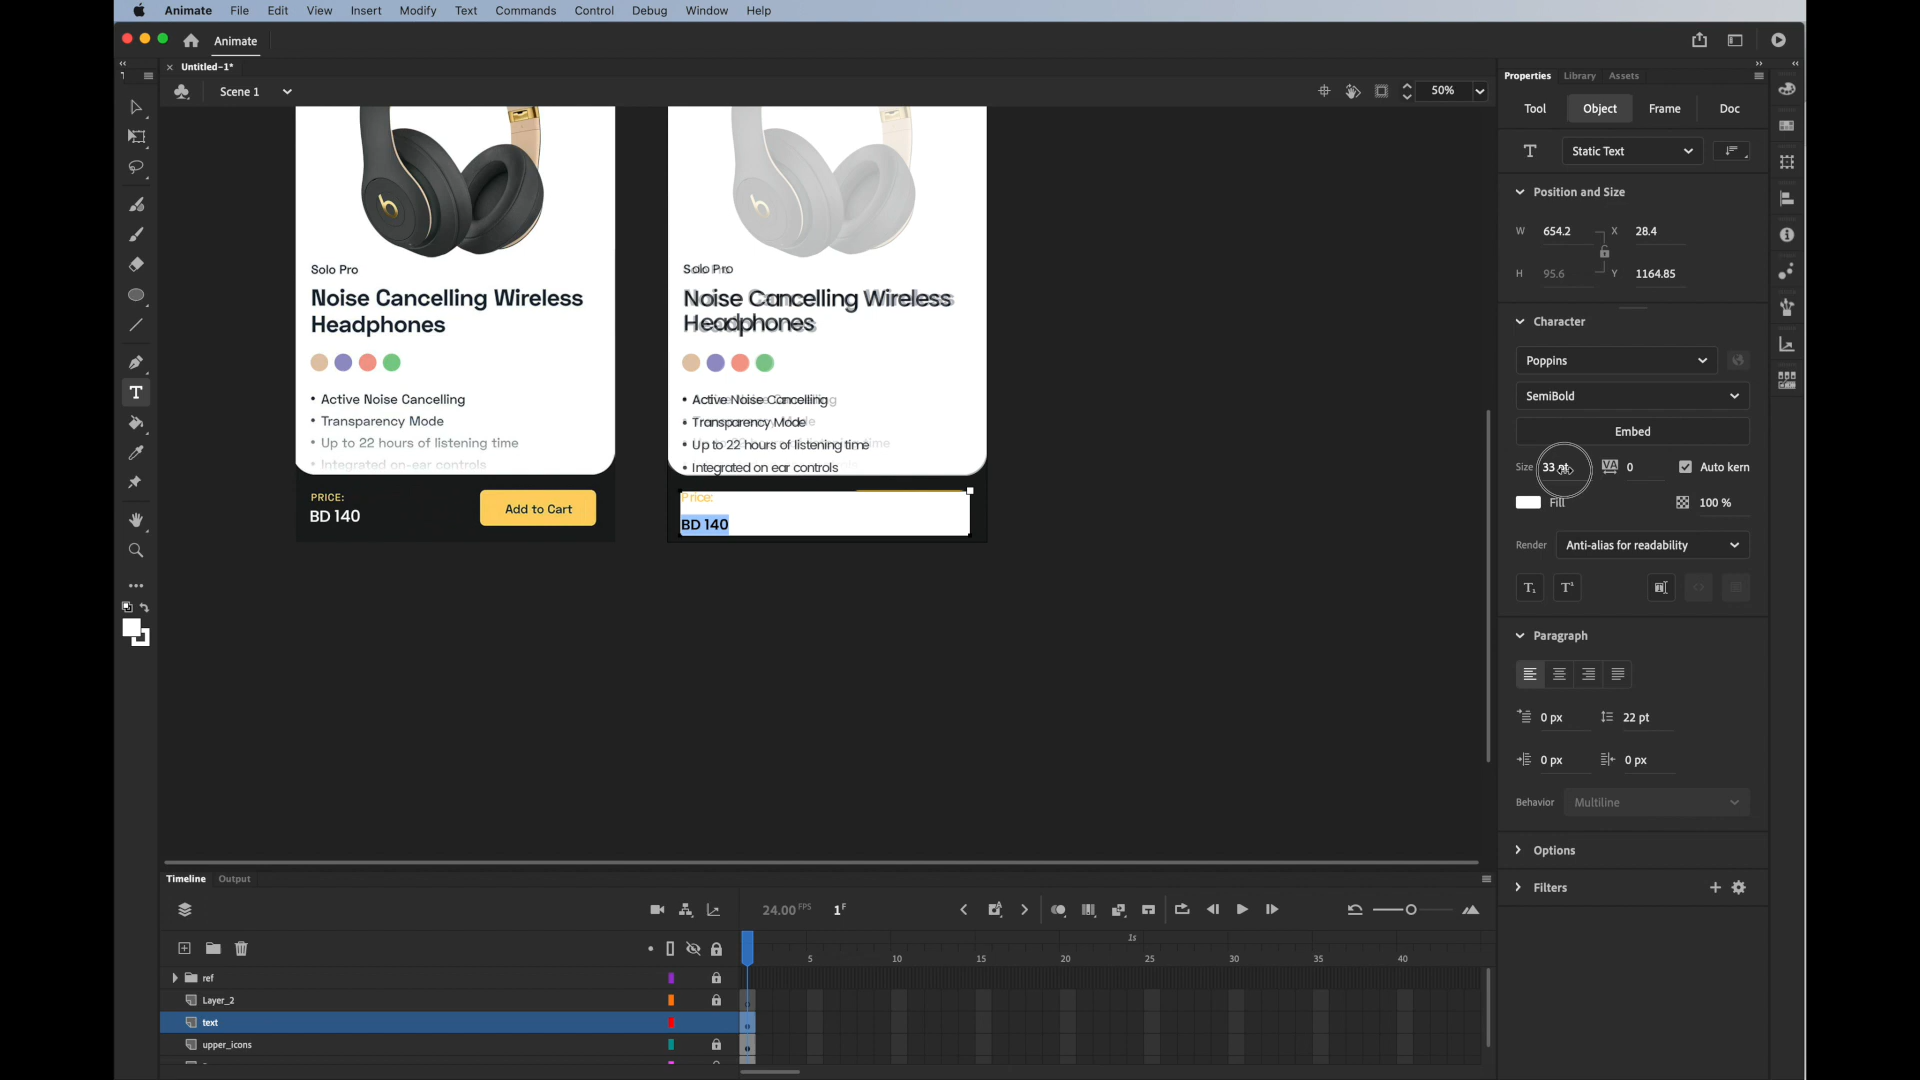 Animate File Edit View Insert Modify Text Commands Control Debug Window Help
Animate
Untitled-1*
Scene 1
50%
Properties Library Assets
Tool Object Frame Doc
Static Text
Position and Size
W 654.2 X 28.4
H 95.6 Y 1164.85
Character
Poppins
SemiBold
Embed
Size 33 pt VA 0 Auto kern
Fill 100 %
Render Anti-alias for readability
Paragraph
0 px 22 pt
0 px 0 px
Behavior Multiline
Options
Filters
Solo Pro
Noise Cancelling Wireless
Headphones
• Active Noise Cancelling
• Transparency Mode
• Up to 22 hours of listening time
• Integrated on-ear controls
PRICE:
BD 140
Add to Cart
Solo Pro
Noise Cancelling Wireless
Headphones
• Active Noise Cancelling
• Transparency Mode
• Up to 22 hours of listening time
• Integrated on ear controls
Price:
BD 140
Timeline Output
24.00 FPS 1 F
1s
5 10 15 20 25 30 35 40
ref
Layer_2
text
upper_icons